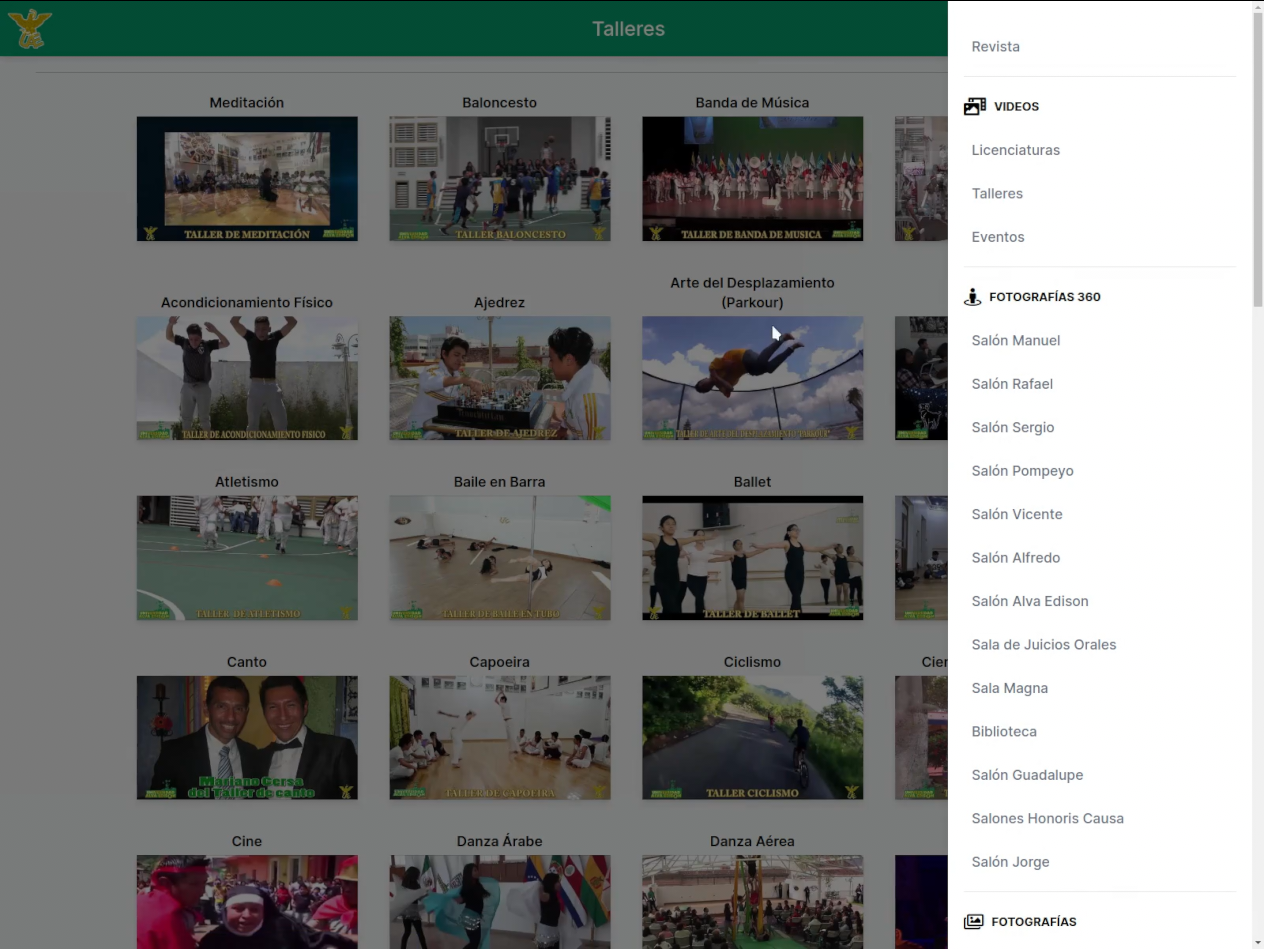 Talleres
Meditación
Baloncesto
Banda de Música
TALLER DE MEDITACIÓN
TALLER BALONCESTO
TALLER DE BANDA DE MUSICA
Acondicionamiento Físico
Ajedrez
Arte del Desplazamiento
(Parkour)
TALLER DE ACONDICIONAMIENTO FISICO
TALLER DE AJEDREZ
TALLER DE ARTE DEL DESPLAZAMIENTO "PARKOUR"
Atletismo
Baile en Barra
Ballet
TALLER DE ATLETISMO
TALLER DE BAILE EN TUBO
TALLER DE BALLET
Canto
Capoeira
Ciclismo
Cier
Mariano Gersa
del Taller de canto
TALLER DE CAPOEIRA
TALLER CICLISMO
Cine
Danza Árabe
Danza Aérea
Revista
VIDEOS
Licenciaturas
Talleres
Eventos
FOTOGRAFÍAS 360
Salón Manuel
Salón Rafael
Salón Sergio
Salón Pompeyo
Salón Vicente
Salón Alfredo
Salón Alva Edison
Sala de Juicios Orales
Sala Magna
Biblioteca
Salón Guadalupe
Salones Honoris Causa
Salón Jorge
FOTOGRAFÍAS